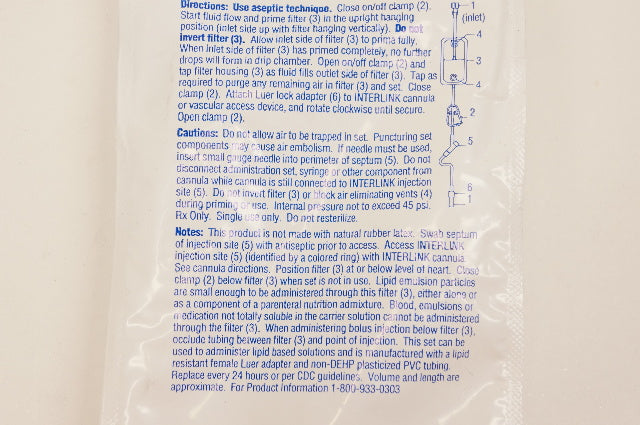 Directions: Use aseptic technique. Close on/off clamp (2).
Start fluid flow and prime filter (3) in the upright hanging
position (inlet side up with filter hanging vertically). Do not
invert filter (3). Allow inlet side of filter (3) to prime fully.
When inlet side of filter (3) has primed completely, no further
drops will form in drip chamber. Open on/off clamp (2) and
tap filter housing (3) as fluid fills outlet side of filter (3). Tap as
required to purge any remaining air in filter (3) and set. Close
clamp (2). Attach Luer lock adapter (6) to INTERLINK cannula
or vascular access device, and rotate clockwise until secure.
Open clamp (2).
Cautions: Do not allow air to be trapped in set. Puncturing set
components may cause air embolism. If needle must be used,
insert small gauge needle into perimeter of septum (5). Do not
disconnect administration set, syringe or other component from
cannula while cannula is still connected to INTERLINK injection
site (5). Do not invert filter (3) or block air eliminating vents (4)
during priming or use. Internal pressure not to exceed 45 psi.
Rx Only. Single use only. Do not resterilize.
Notes: This product is not made with natural rubber latex. Swab septum
of injection site (5) with antiseptic prior to access. Access INTERLINK
injection site (5) (identified by a colored ring) with INTERLINK cannula.
See cannula directions. Position filter (3) at or below level of heart. Close
clamp (2) below filter (3) when set is not in use. Lipid emulsion particles
are small enough to be administered through this filter (3), either alone or
as a component of a parenteral nutrition admixture. Blood, emulsions or
medication not totally soluble in the carrier solution cannot be administered
through the filter (3). When administering bolus injection below filter (3),
occlude tubing between filter (3) and point of injection. This set can be
used to administer lipid based solutions and is manufactured with a lipid
resistant female Luer adapter and non-DEHP plasticized PVC tubing.
Replace every 24 hours or per CDC guidelines. Volume and length are
approximate. For Product Information 1-800-933-0303
1
(inlet)
4
3
4
2
5
6
1